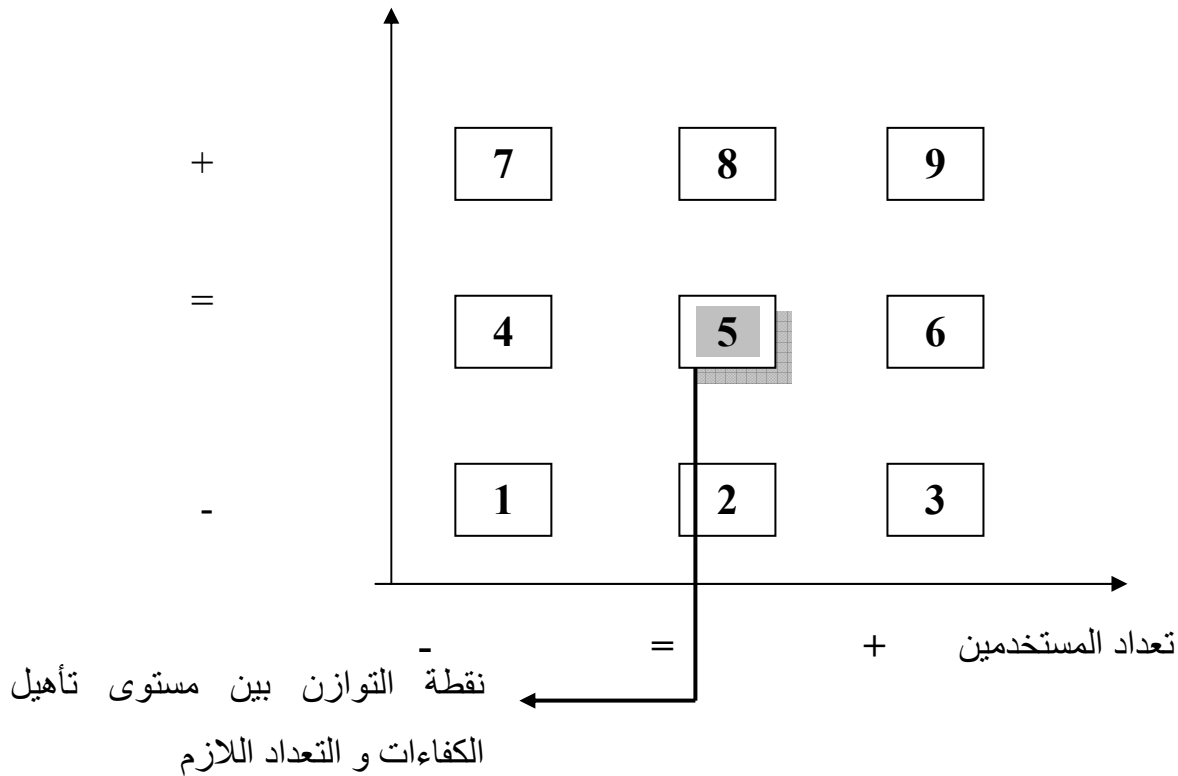 + 7 8 9
= 4 5 6
- 1 2 3
- = + تعداد المستخدمين
نقطة التوازن بين مستوى تأهيل
الكفاءات و التعداد اللازم